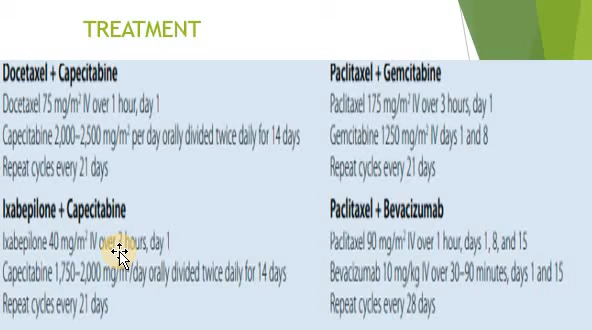 TREATMENT
Docetaxel + Capecitabine
Docetaxel 75 mg/m² IV over 1 hour, day 1
Capecitabine 2,000–2,500 mg/m² per day orally divided twice daily for 14 days
Repeat cycles every 21 days
Ixabepilone + Capecitabine
Ixabepilone 40 mg/m² IV over 3 hours, day 1
Capecitabine 1,750–2,000 mg/m²/day orally divided twice daily for 14 days
Repeat cycles every 21 days
Paclitaxel + Gemcitabine
Paclitaxel 175 mg/m² IV over 3 hours, day 1
Gemcitabine 1250 mg/m² IV days 1 and 8
Repeat cycles every 21 days
Paclitaxel + Bevacizumab
Paclitaxel 90 mg/m² IV over 1 hour, days 1, 8, and 15
Bevacizumab 10 mg/kg IV over 30–90 minutes, days 1 and 15
Repeat cycles every 28 days